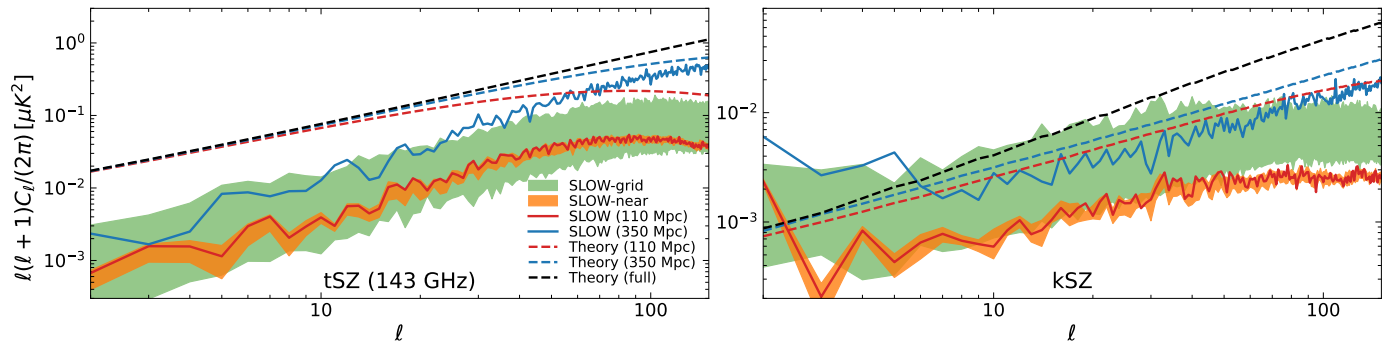 ℓ(ℓ + 1)Cℓ/(2π) [μK²]
10⁰
10⁻¹
10⁻²
10⁻³
10
100
ℓ
tSZ (143 GHz)
SLOW-grid
SLOW-near
SLOW (110 Mpc)
SLOW (350 Mpc)
Theory (110 Mpc)
Theory (350 Mpc)
Theory (full)
10⁻²
10⁻³
10
100
ℓ
kSZ